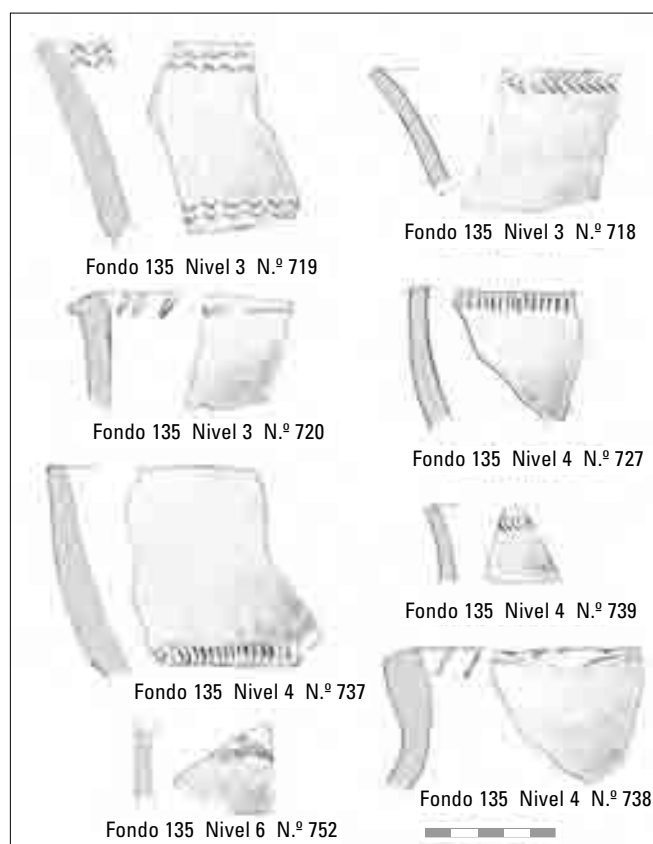 Fondo 135 Nivel 3 N.º 719
Fondo 135 Nivel 3 N.º 718
Fondo 135 Nivel 3 N.º 720
Fondo 135 Nivel 4 N.º 727
Fondo 135 Nivel 4 N.º 737
Fondo 135 Nivel 4 N.º 739
Fondo 135 Nivel 6 N.º 752
Fondo 135 Nivel 4 N.º 738